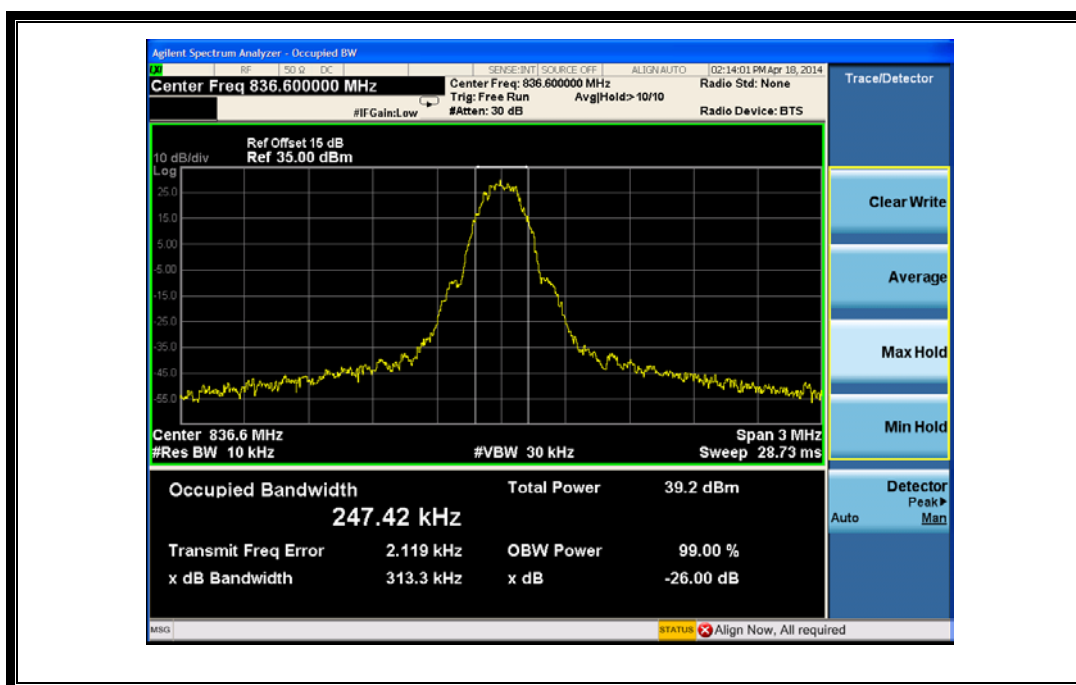 Agilent Spectrum Analyzer - Occupied BW
LXI RF 50 Ω DC SENSE:INT SOURCE OFF ALIGN AUTO 02:14:01 PM Apr 18, 2014
Center Freq 836.600000 MHz
Center Freq: 836.600000 MHz
Radio Std: None
Trig: Free Run Avg|Hold:> 10/10
#IFGain:Low
#Atten: 30 dB
Radio Device: BTS
Trace/Detector
Ref Offset 15 dB
10 dB/div Ref 35.00 dBm
Log
25.0
15.0
5.00
-5.00
-15.0
-25.0
-35.0
-45.0
-55.0
Center 836.6 MHz
Span 3 MHz
#Res BW 10 kHz
#VBW 30 kHz
Sweep 28.73 ms
Occupied Bandwidth
247.42 kHz
Total Power 39.2 dBm
Transmit Freq Error 2.119 kHz
OBW Power 99.00 %
x dB Bandwidth 313.3 kHz
x dB -26.00 dB
Clear Write
Average
Max Hold
Min Hold
Detector
Peak▶
Auto Man
MSG
STATUS Align Now, All required